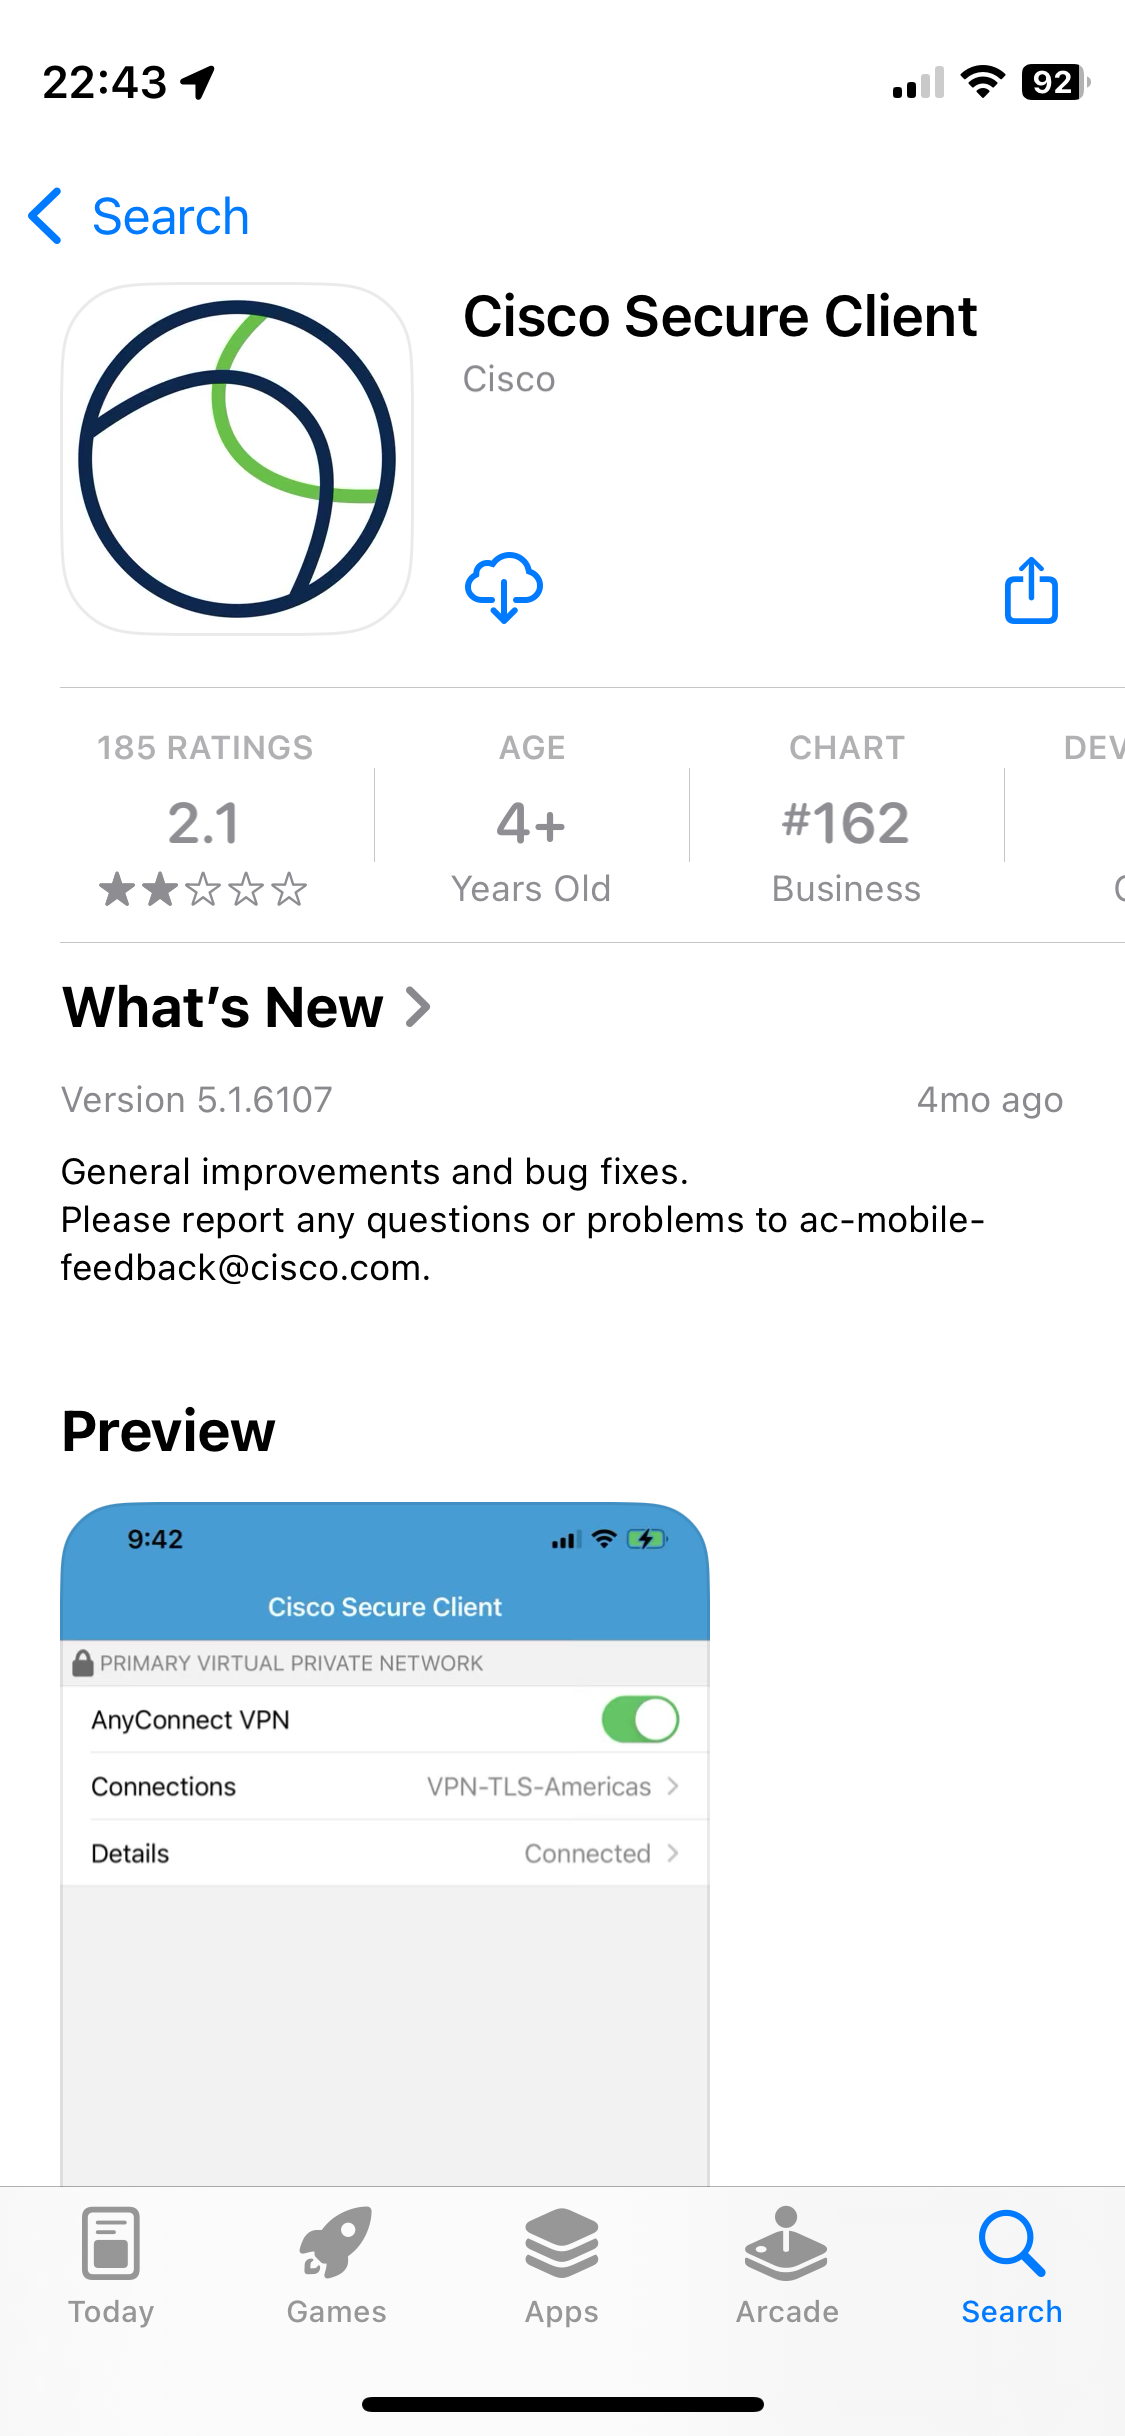 22:43
92
Search
Cisco Secure Client
Cisco
185 RATINGS
2.1
AGE
4+
Years Old
CHART
#162
Business
DEV
What's New
Version 5.1.6107
4mo ago
General improvements and bug fixes.
Please report any questions or problems to ac-mobile-
feedback@cisco.com.
Preview
9:42
Cisco Secure Client
PRIMARY VIRTUAL PRIVATE NETWORK
AnyConnect VPN
Connections VPN-TLS-Americas
Details Connected
Today
Games
Apps
Arcade
Search